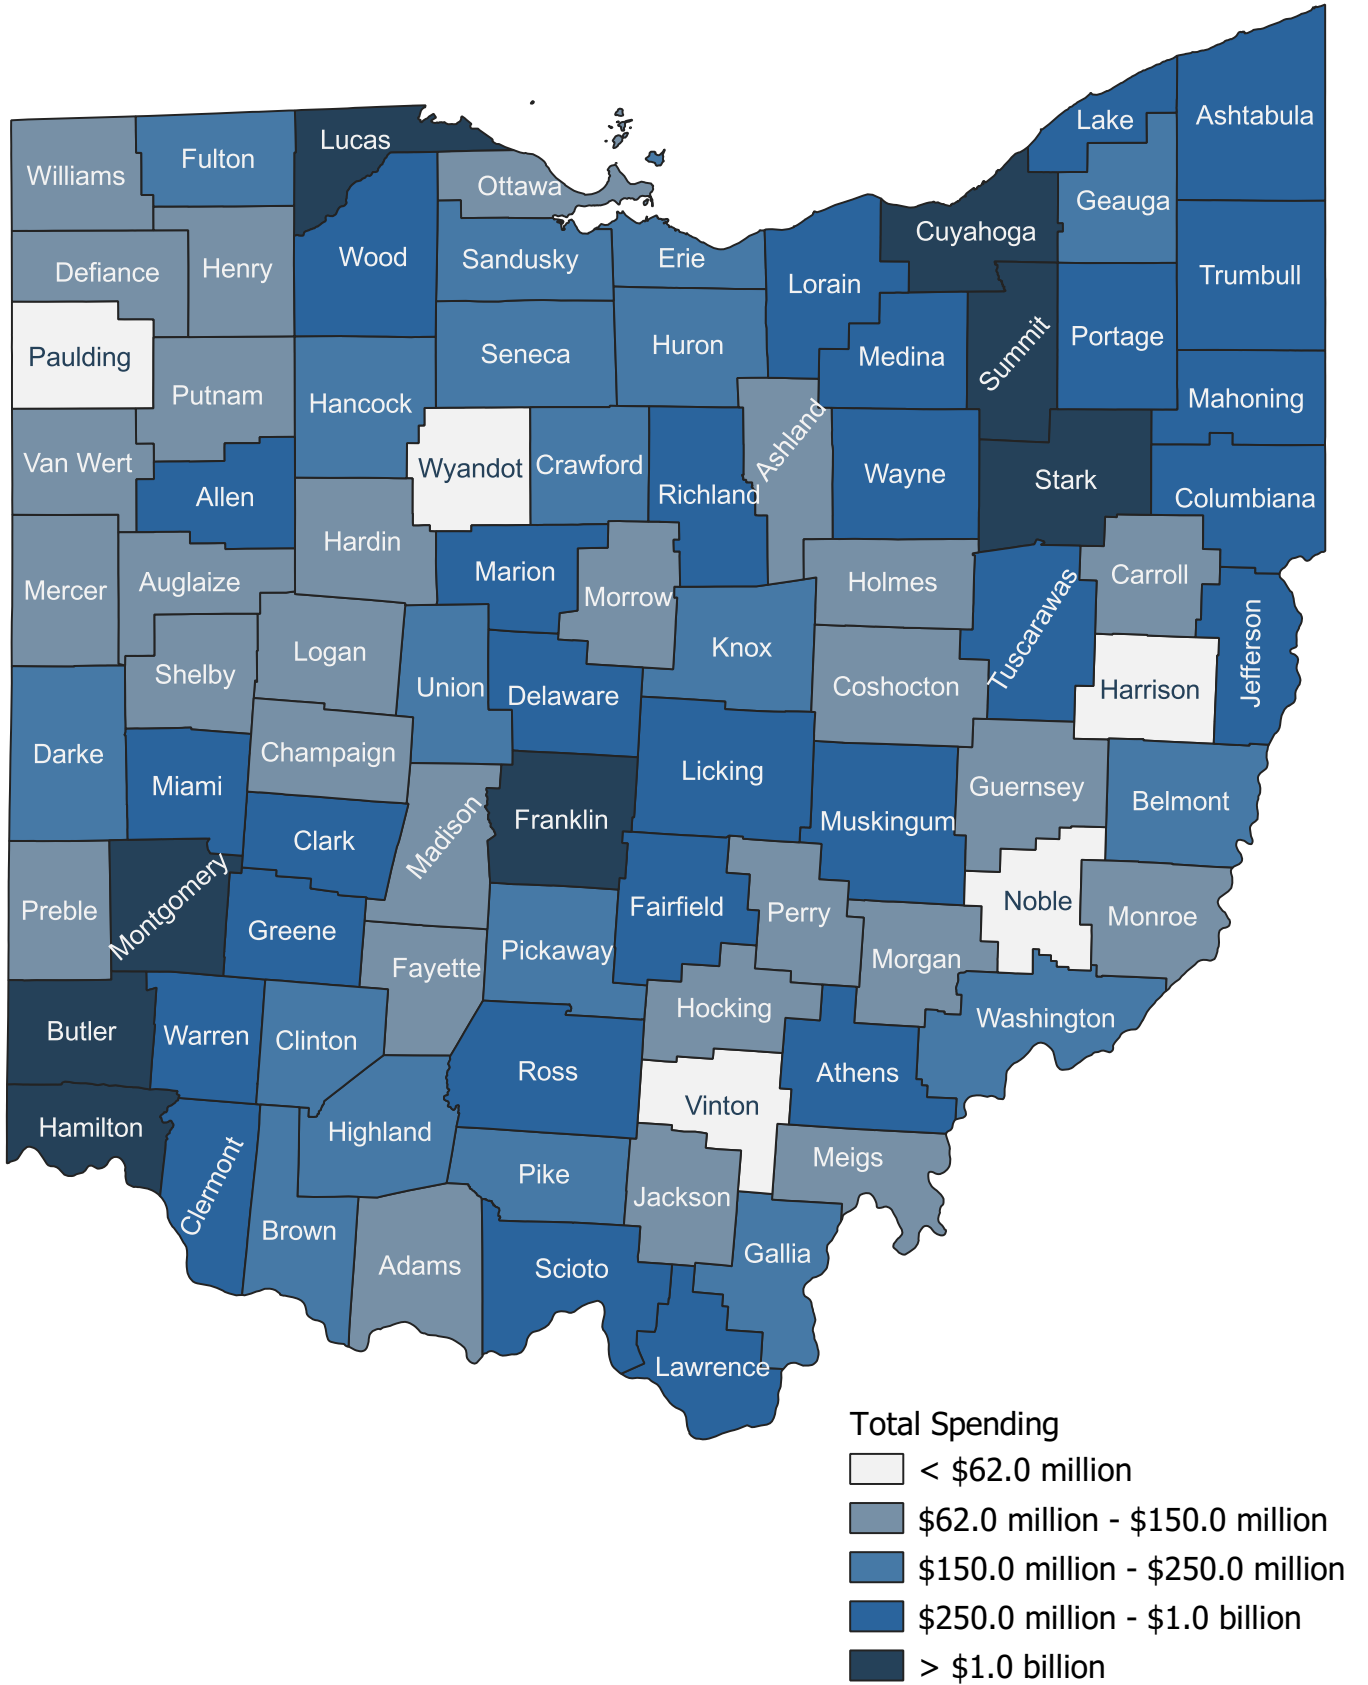 Ashtabula
Lake
Lucas
Fulton
Williams
Ottawa
Geauga
Cuyahoga
Wood
Sandusky
Erie
Henry
Defiance
Trumbull
Lorain
Portage
Summit
Huron
Seneca
Medina
Paulding
Putnam
Hancock
Mahoning
Ashland
Van Wert
Wyandot
Crawford
Wayne
Stark
Allen
Richland
Columbiana
Hardin
Marion
Carroll
Auglaize
Holmes
Mercer
Morrow
Tuscarawas
Jefferson
Knox
Logan
Shelby
Union
Coshocton
Harrison
Delaware
Darke
Champaign
Licking
Miami
Guernsey
Belmont
Franklin
Muskingum
Madison
Clark
Montgomery
Noble
Fairfield
Preble
Perry
Monroe
Greene
Pickaway
Morgan
Fayette
Hocking
Washington
Butler
Warren
Clinton
Ross
Athens
Vinton
Hamilton
Highland
Meigs
Pike
Clermont
Jackson
Brown
Gallia
Adams
Scioto
Lawrence
Total Spending
< $62.0 million
$62.0 million - $150.0 million
$150.0 million - $250.0 million
$250.0 million - $1.0 billion
> $1.0 billion